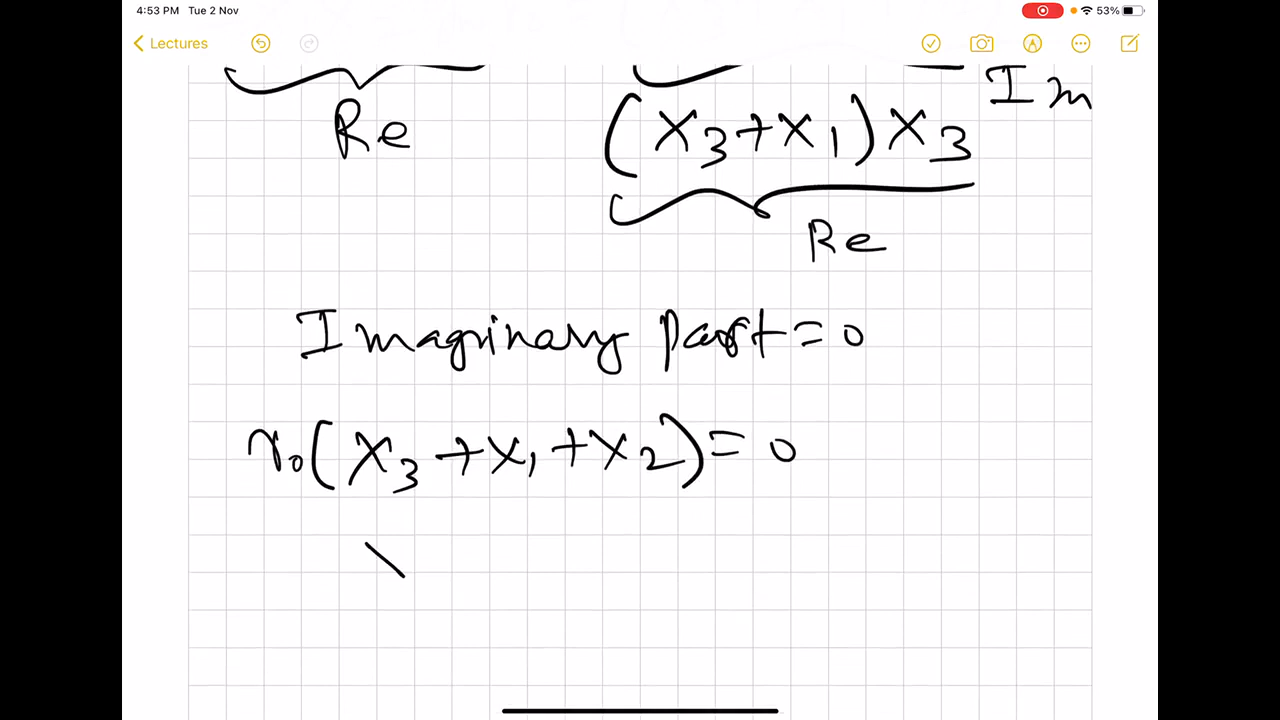 4:53 PM Tue 2 Nov 53%
Lectures
Im
Re (X₃+X₁)X₃
Re
Imaginary part = 0
r₀(X₃+X₁+X₂) = 0